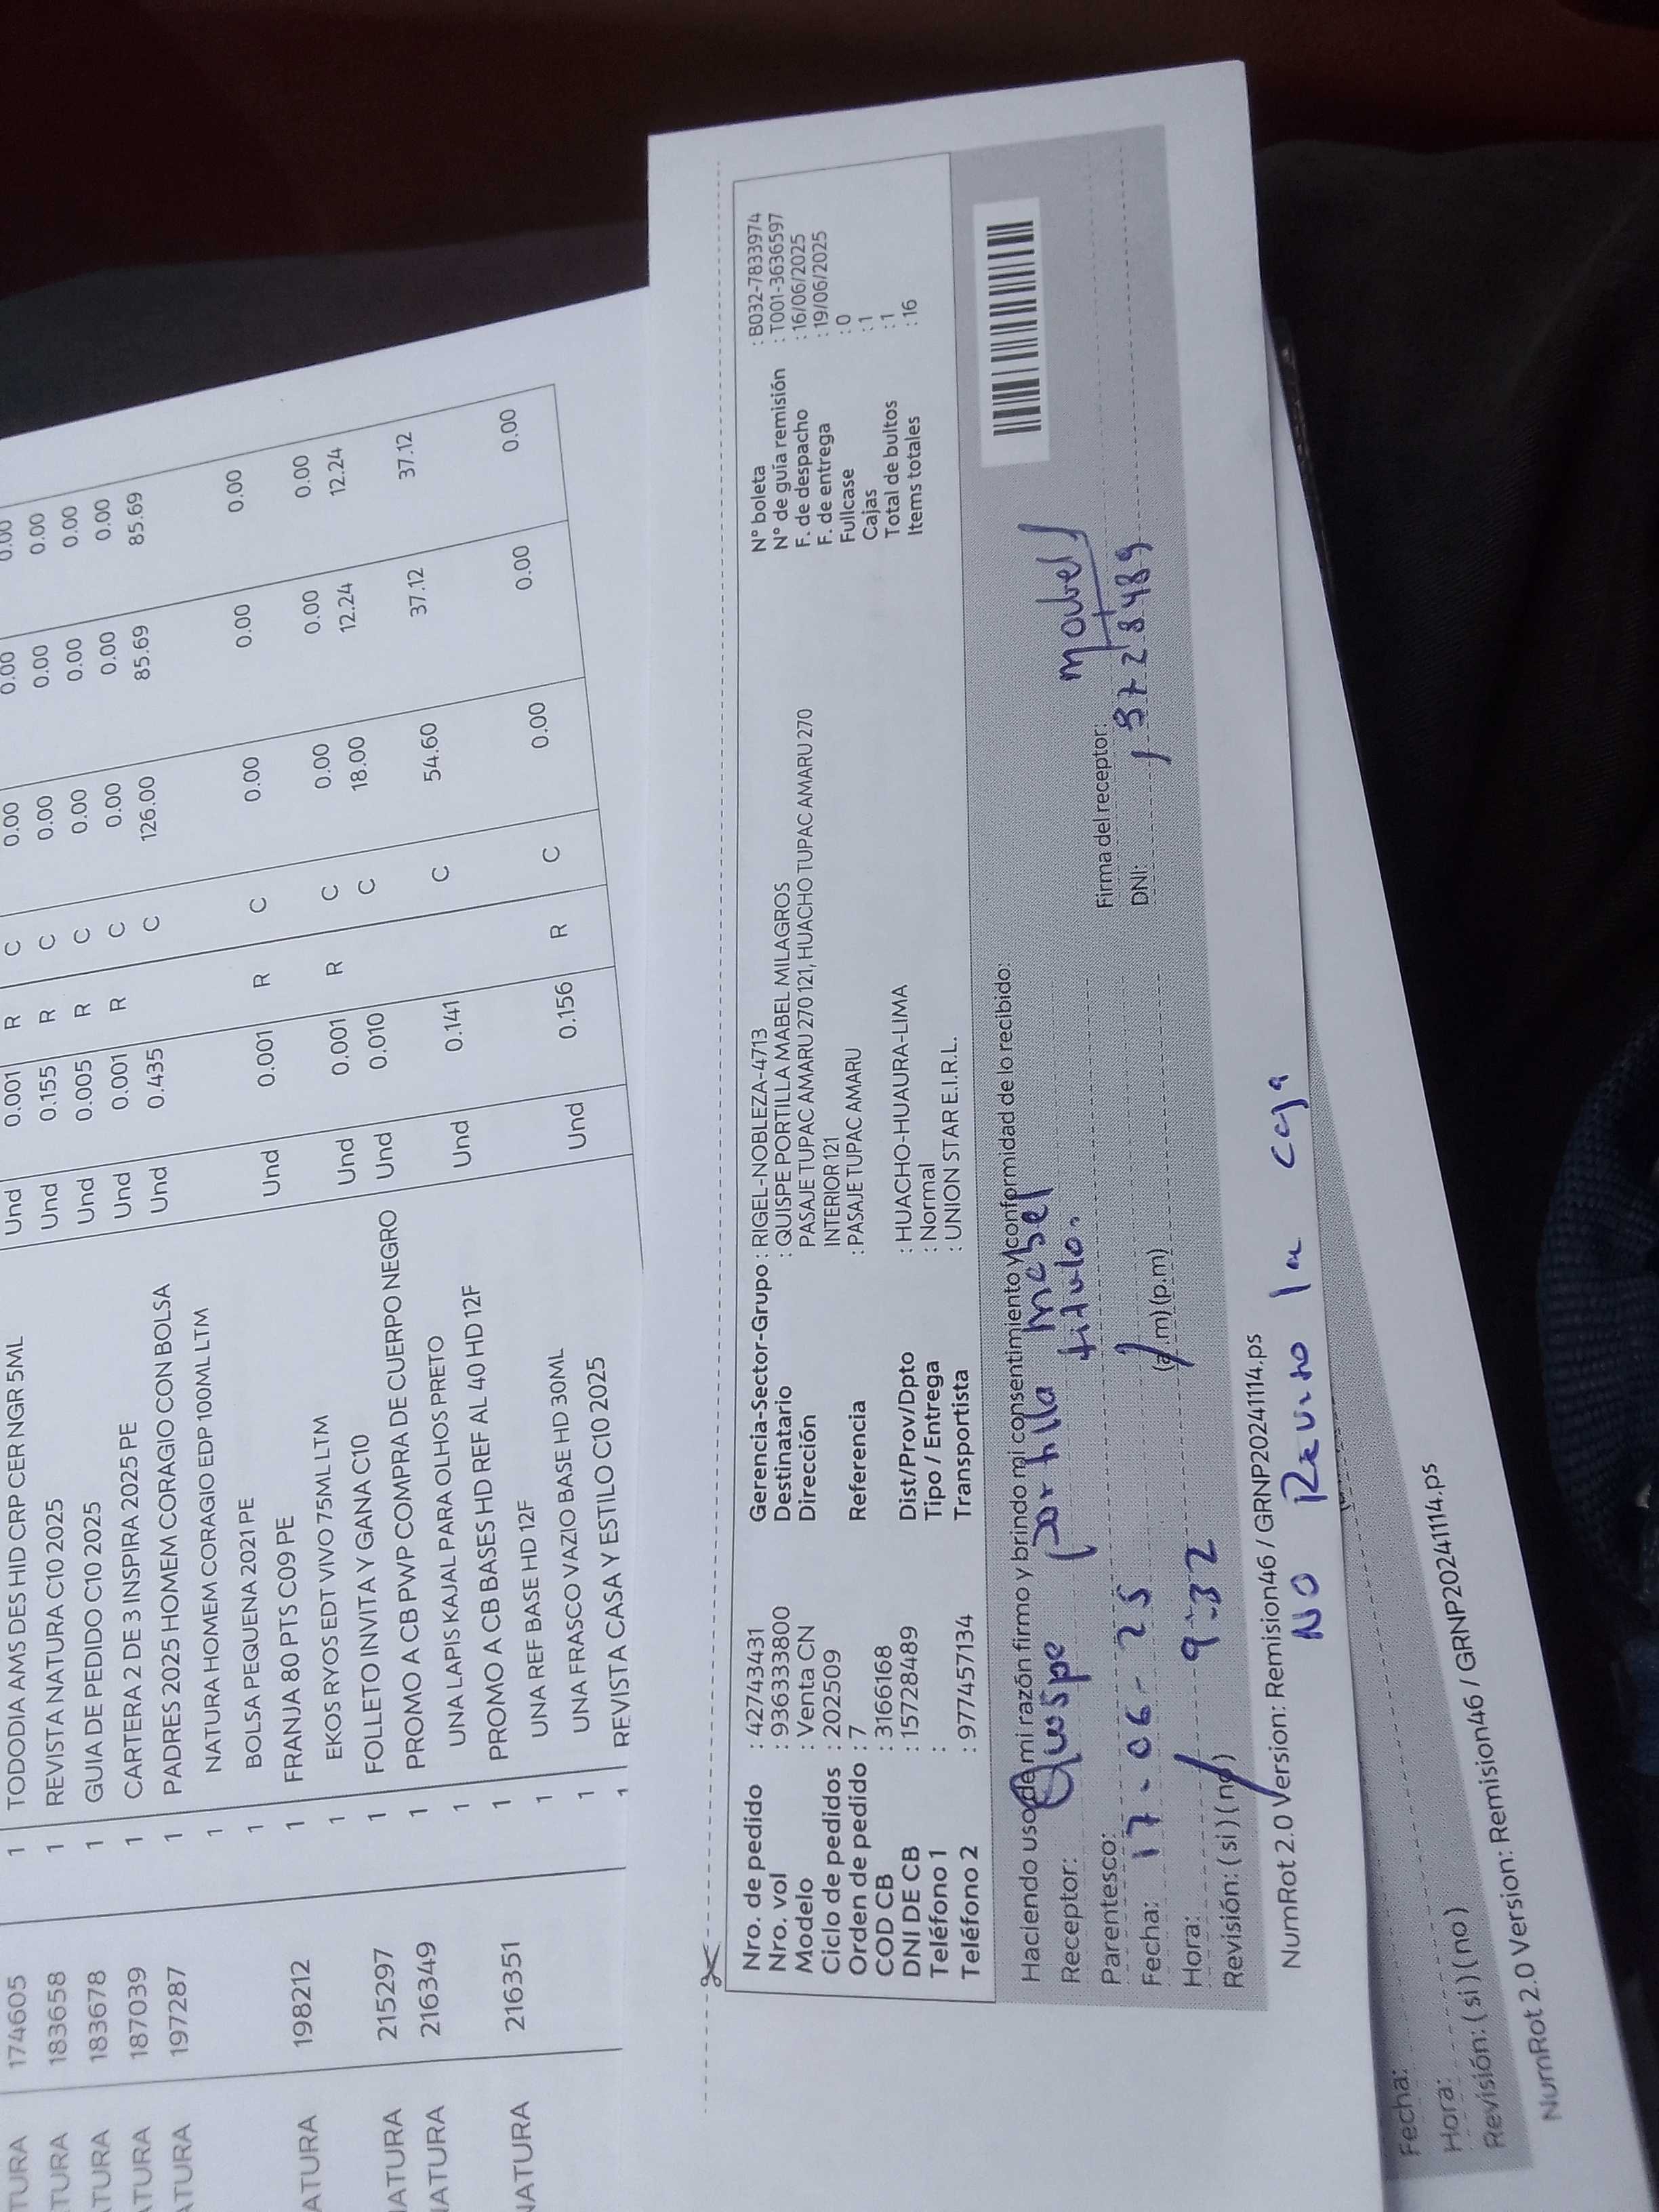 TURA 174605 1 TODODIA AMS DES HID CRP CER NGR 5ML Und 0.001 R C 0.00 0.00 0.00
ATURA 183658 1 REVISTA NATURA C10 2025 Und 0.155 R C 0.00 0.00 0.00
ATURA 183678 1 GUIA DE PEDIDO C10 2025 Und 0.005 R C 0.00 0.00 0.00
ATURA 187039 1 CARTERA 2 DE 3 INSPIRA 2025 PE Und 0.001 R C 0.00 0.00 0.00
ATURA 197287 1 PADRES 2025 HOMEM CORAGIO CON BOLSA Und 0.435 C 126.00 85.69 85.69
1 NATURA HOMEM CORAGIO EDP 100ML LTM
1 BOLSA PEQUENA 2021 PE
ATURA 198212 1 FRANJA 80 PTS C09 PE Und 0.001 R C 0.00 0.00 0.00
1 EKOS RYOS EDT VIVO 75ML LTM
ATURA 215297 1 FOLLETO INVITA Y GANA C10 Und 0.001 R C 0.00 0.00 0.00
NATURA 216349 1 PROMO A CB PWP COMPRA DE CUERPO NEGRO Und 0.010 C 18.00 12.24 12.24
1 UNA LAPIS KAJAL PARA OLHOS PRETO
NATURA 216351 1 PROMO A CB BASES HD REF AL 40 HD 12F Und 0.141 C 54.60 37.12 37.12
1 UNA REF BASE HD 12F
1 UNA FRASCO VAZIO BASE HD 30ML
1 REVISTA CASA Y ESTILO C10 2025 Und 0.156 R C 0.00 0.00 0.00
Nro. de pedido : 42743431 Gerencia-Sector-Grupo : RIGEL-NOBLEZA-4713 N° boleta : B032-7833974
Nro. vol : 93633800 Destinatario : QUISPE PORTILLA MABEL MILAGROS N° de guía remisión : T001-3636597
Modelo : Venta CN Dirección PASAJE TUPAC AMARU 270 121, HUACHO TUPAC AMARU 270 F. de despacho : 16/06/2025
Ciclo de pedidos : 202509 INTERIOR 121 F. de entrega : 19/06/2025
Orden de pedido : 7 Referencia : PASAJE TUPAC AMARU Fullcase : 0
COD CB : 3166168 Cajas : 1
DNI DE CB : 15728489 Dist/Prov/Dpto : HUACHO-HUAURA-LIMA Total de bultos : 1
Teléfono 1 : Tipo / Entrega : Normal Items totales : 16
Teléfono 2 : 977457134 Transportista : UNION STAR E.I.R.L.
Haciendo uso de mi razón firmo y brindo mi consentimiento y conformidad de lo recibido:
Receptor: Quispe Portilla Mabel
Parentesco: titulo. Firma del receptor: Mabel
Fecha: 17-06-25 DNI:
Hora: 9:32 (a.m) (p.m)
Revisión: ( si ) ( no )
NumRot 2.0 Version: Remision46 / GRNP20241114.ps
NO Reviso la caja
Fecha:
Hora:
Revisión: ( si ) ( no )
NumRot 2.0 Version: Remision46 / GRNP20241114.ps